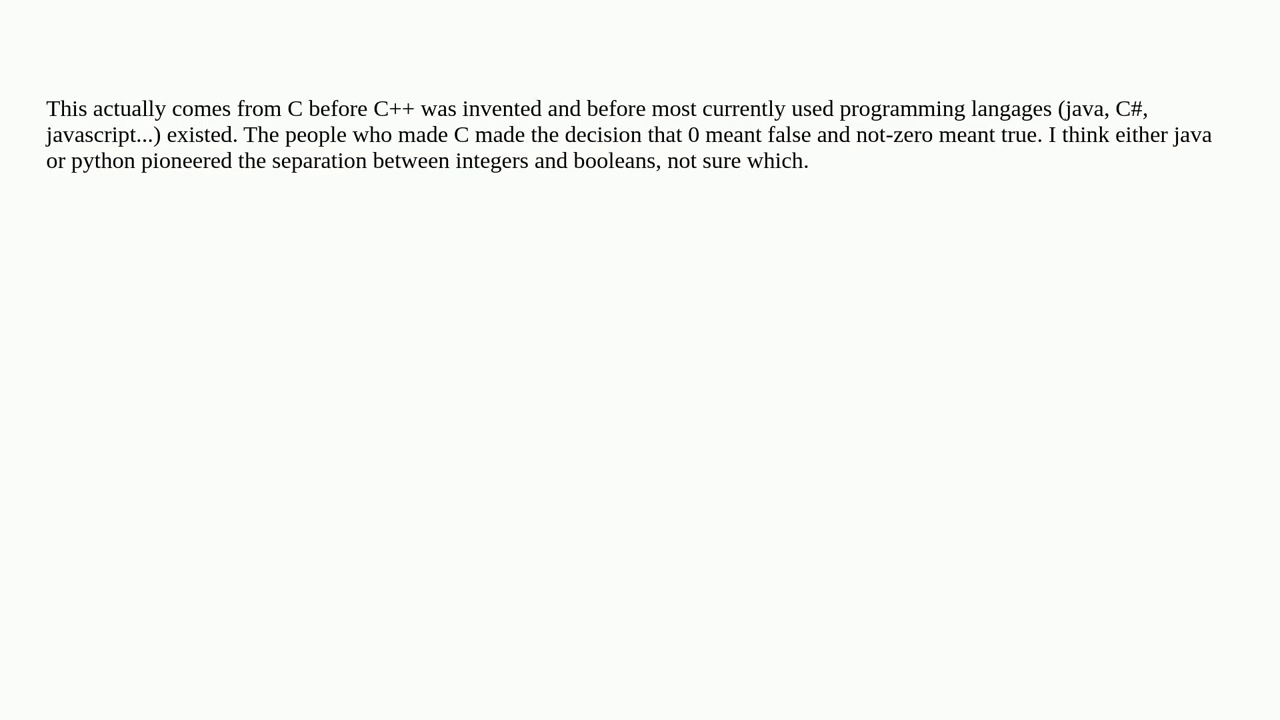 This actually comes from C before C++ was invented and before most currently used programming langages (java, C#,
javascript...) existed. The people who made C made the decision that 0 meant false and not-zero meant true. I think either java
or python pioneered the separation between integers and booleans, not sure which.